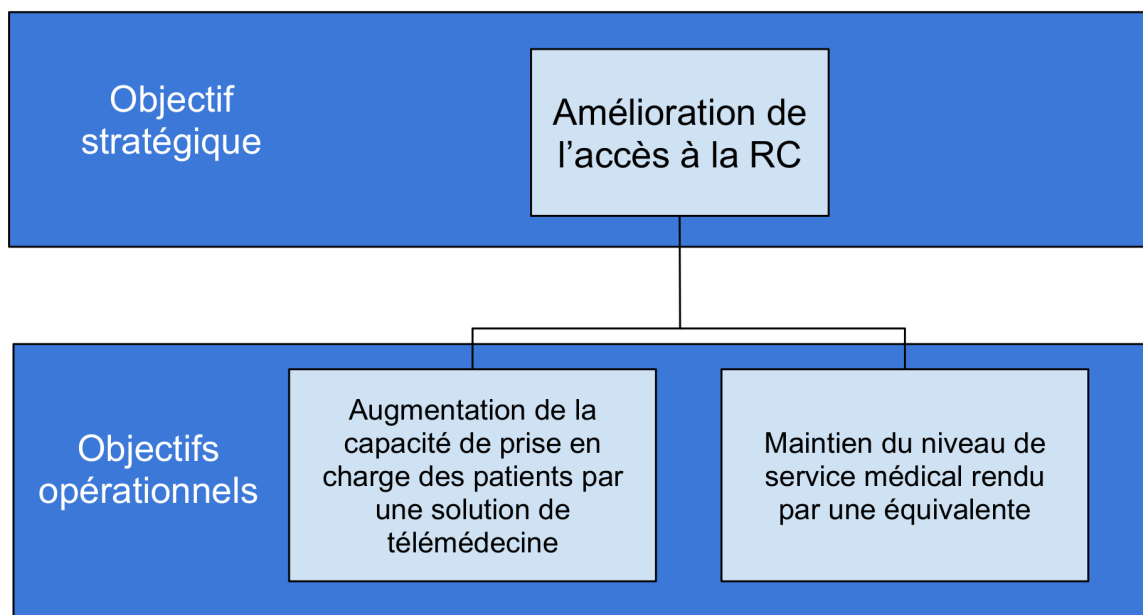 Objectif
stratégique
Amélioration de
l’accès à la RC
Objectifs
opérationnels
Augmentation de la
capacité de prise en
charge des patients par
une solution de
télémédecine
Maintien du niveau de
service médical rendu
par une équivalente